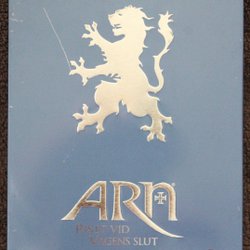 ARN
RIKET VID
VÄGENS SLUT